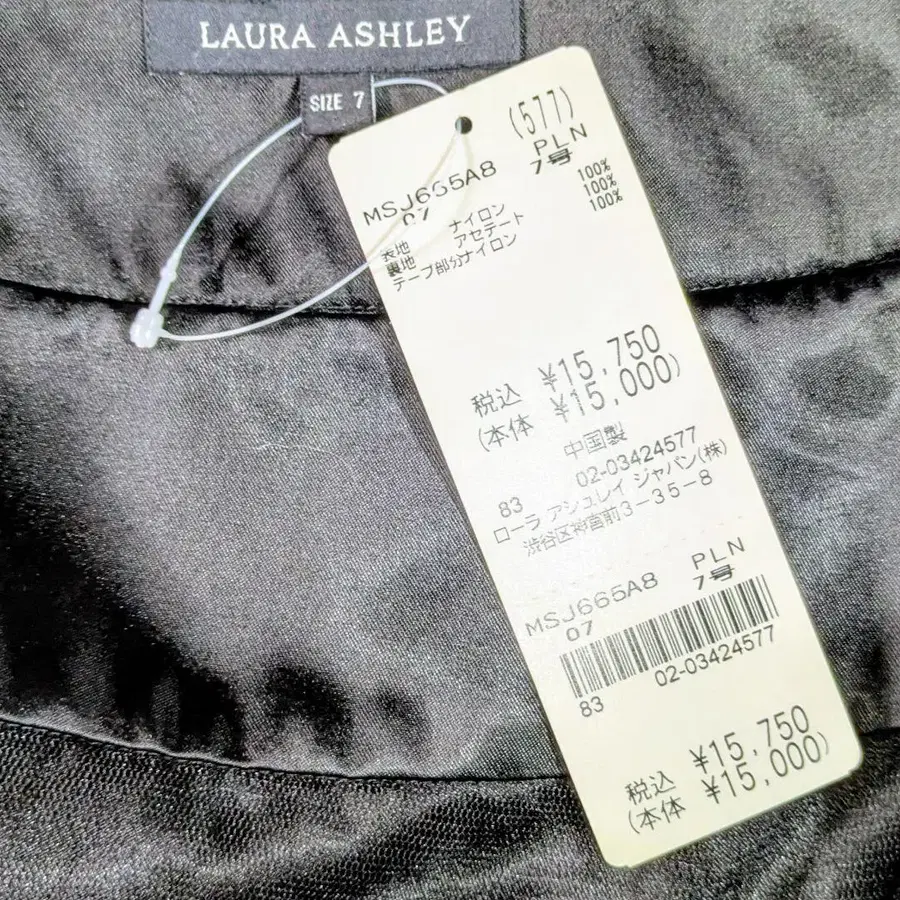 LAURA ASHLEY
SIZE 7
(577)
MSJ665A8 PLN
07 7号
表地 ナイロン 100%
裏地 アセテート 100%
テープ部分ナイロン 100%
税込 ¥15,750
(本体 ¥15,000)
中国製
83 02-03424577
ローラ アシュレイ ジャパン(株)
渋谷区神宮前3-35-8
MSJ665A8 PLN
07 7号
83 02-03424577
税込 ¥15,750
(本体 ¥15,000)